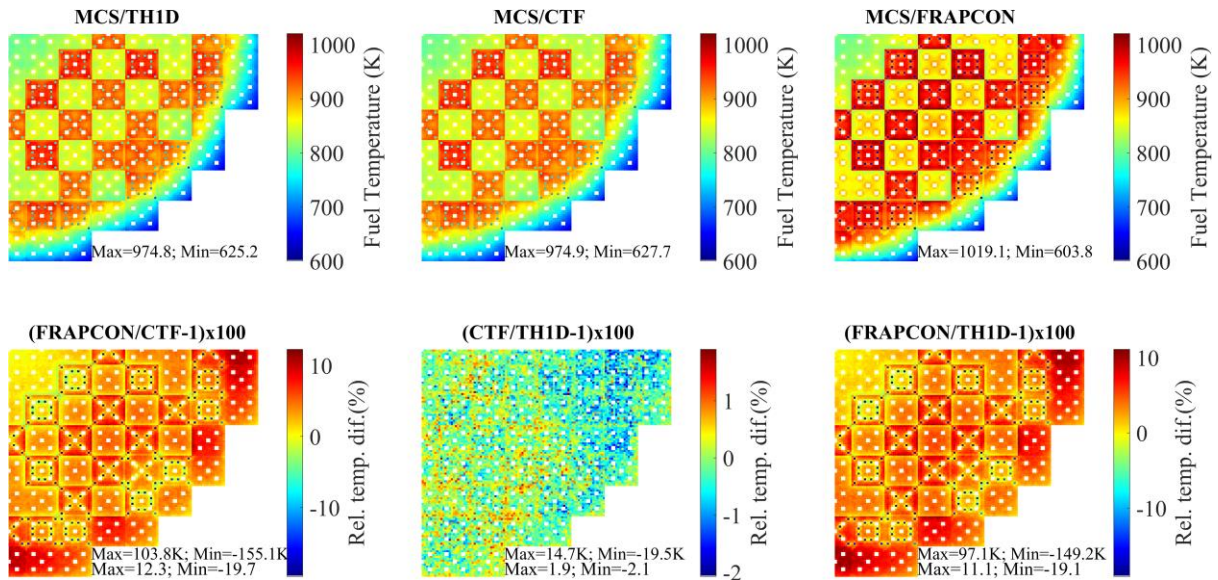 MCS/TH1D
1000
900
800
700
600
Fuel Temperature (K)
Max=974.8; Min=625.2
MCS/CTF
1000
900
800
700
600
Fuel Temperature (K)
Max=974.9; Min=627.7
MCS/FRAPCON
1000
900
800
700
600
Fuel Temperature (K)
Max=1019.1; Min=603.8
(FRAPCON/CTF-1)x100
10
0
-10
Rel. temp. dif.(%)
Max=103.8K; Min=-155.1K
Max=12.3; Min=-19.7
(CTF/TH1D-1)x100
1
0
-1
-2
Rel. temp. dif.(%)
Max=14.7K; Min=-19.5K
Max=1.9; Min=-2.1
(FRAPCON/TH1D-1)x100
10
0
-10
Rel. temp. dif.(%)
Max=97.1K; Min=-149.2K
Max=11.1; Min=-19.1